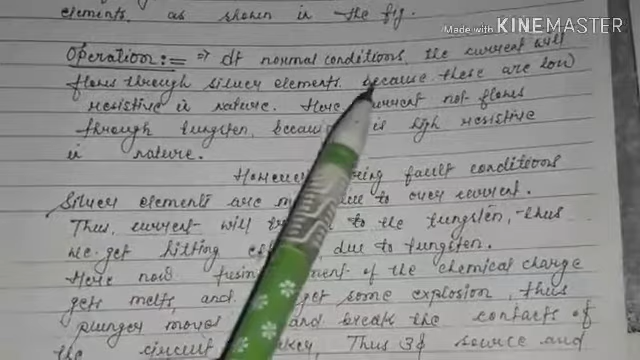 Made with KINEMASTER
elements, as shown in the fig.
Operation :=> At normal conditions, the current will
flows through silver elements because these are low
resistive in nature. Here current not flows
through tungsten, because is high resistive
in nature.
However fault conditions
silver elements are due to over current.
Thus, current will to the tungsten, thus
we get hitting due to tungsten.
Here now of the chemical charge
gets melts, and get some explosion, thus
plunger moves and break the contacts of
the circuit Thus of source and